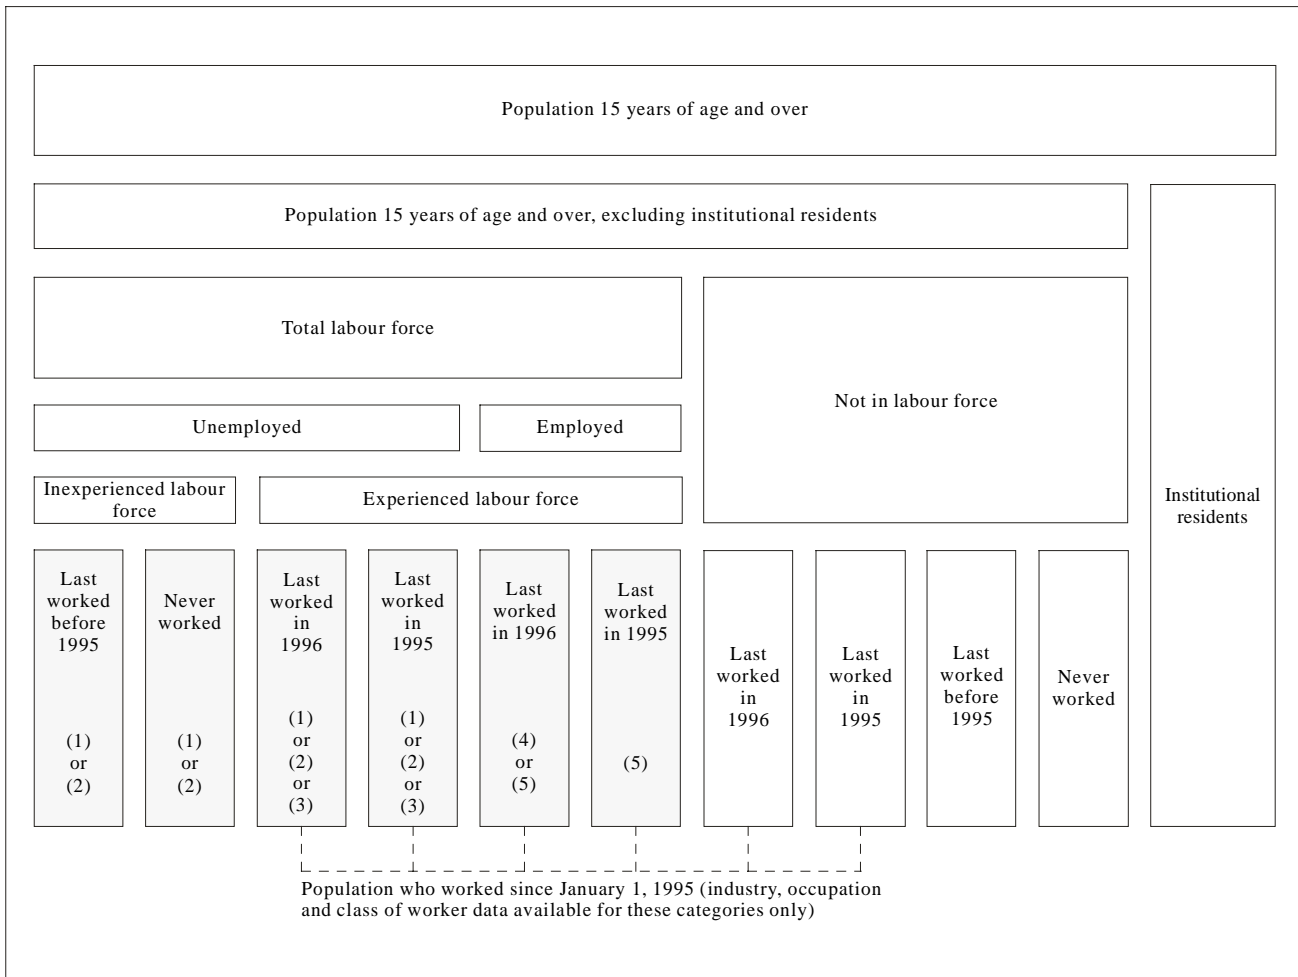 Population 15 years of age and over
Population 15 years of age and over, excluding institutional residents
Total labour force
Not in labour force
Unemployed
Employed
Inexperienced labour
force
Experienced labour force
Institutional
residents
Last
worked
before
1995
(1)
or
(2)
Never
worked
(1)
or
(2)
Last
worked
in
1996
(1)
or
(2)
or
(3)
Last
worked
in
1995
(1)
or
(2)
or
(3)
Last
worked
in 1996
(4)
or
(5)
Last
worked
in 1995
(5)
Last
worked
in
1996
Last
worked
in
1995
Last
worked
before
1995
Never
worked
Population who worked since January 1, 1995 (industry, occupation
and class of worker data available for these categories only)